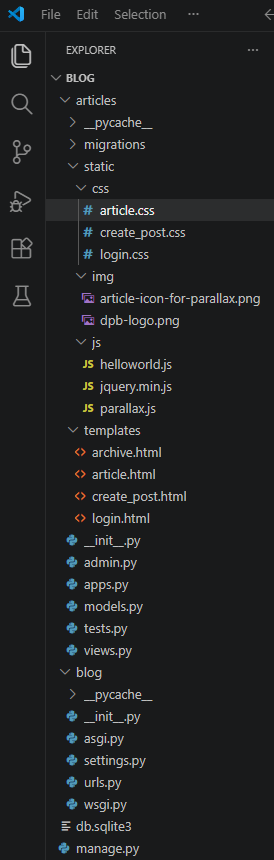 File Edit Selection ...
EXPLORER ...
BLOG
articles
__pycache__
migrations
static
css
# article.css
# create_post.css
# login.css
img
article-icon-for-parallax.png
dpb-logo.png
js
JS helloworld.js
JS jquery.min.js
JS parallax.js
templates
<> archive.html
<> article.html
<> create_post.html
<> login.html
__init__.py
admin.py
apps.py
models.py
tests.py
views.py
blog
__pycache__
__init__.py
asgi.py
settings.py
urls.py
wsgi.py
db.sqlite3
manage.py